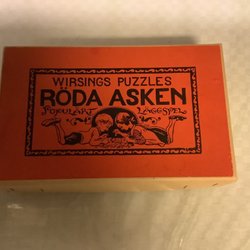 WIRSINGS PUZZLES
RÖDA ASKEN
POPULÄRT LÄGGSPEL